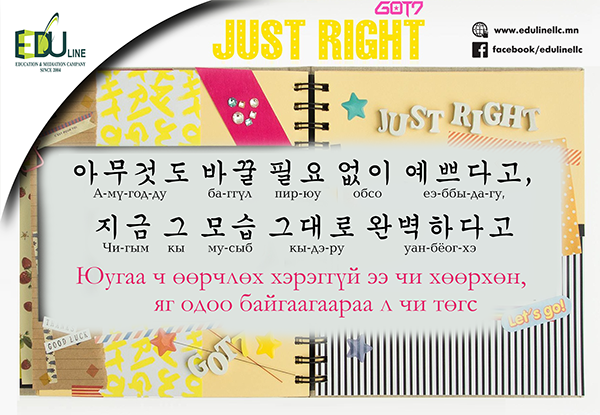 EDU LINE
EDUCATION & MEDIATION CAMPANY
SINCE 2004
GOT7
JUST RIGHT
www.edulinellc.mn
facebook/edulinellc
JUST RIGHT
아무것도 바꿀 필요 없이 예쁘다고,
А-мү-год-ду ба-ггүл пир-юу обсо еэ-ббы-да-гу,
지금 그 모습 그대로 완벽하다고
Чи-гым кы му-сыб кы-дэ-ру уан-бёог-хэ
Юугаа ч өөрчлөх хэрэггүй ээ чи хөөрхөн,
яг одоо байгаагаараа л чи төгс
Let's go!
GOOD LUCK
GOT7